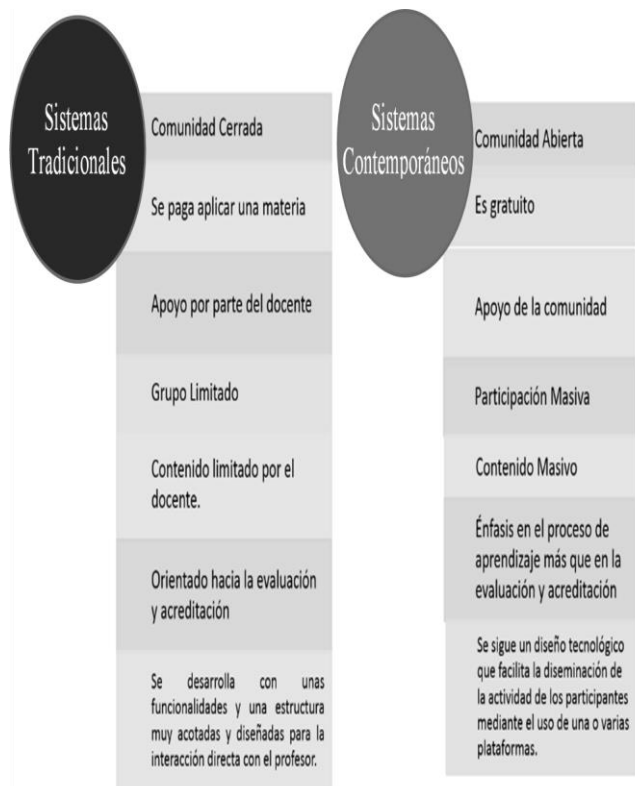 Sistemas
Tradicionales
Comunidad Cerrada
Se paga aplicar una materia
Apoyo por parte del docente
Grupo Limitado
Contenido limitado por el
docente.
Orientado hacia la evaluación
y acreditación
Se desarrolla con unas
funcionalidades y una estructura
muy acotadas y diseñadas para la
interacción directa con el profesor.
Sistemas
Contemporáneos
Comunidad Abierta
Es gratuito
Apoyo de la comunidad
Participación Masiva
Contenido Masivo
Énfasis en el proceso de
aprendizaje más que en la
evaluación y acreditación
Se sigue un diseño tecnológico
que facilita la diseminación de
la actividad de los participantes
mediante el uso de una o varias
plataformas.